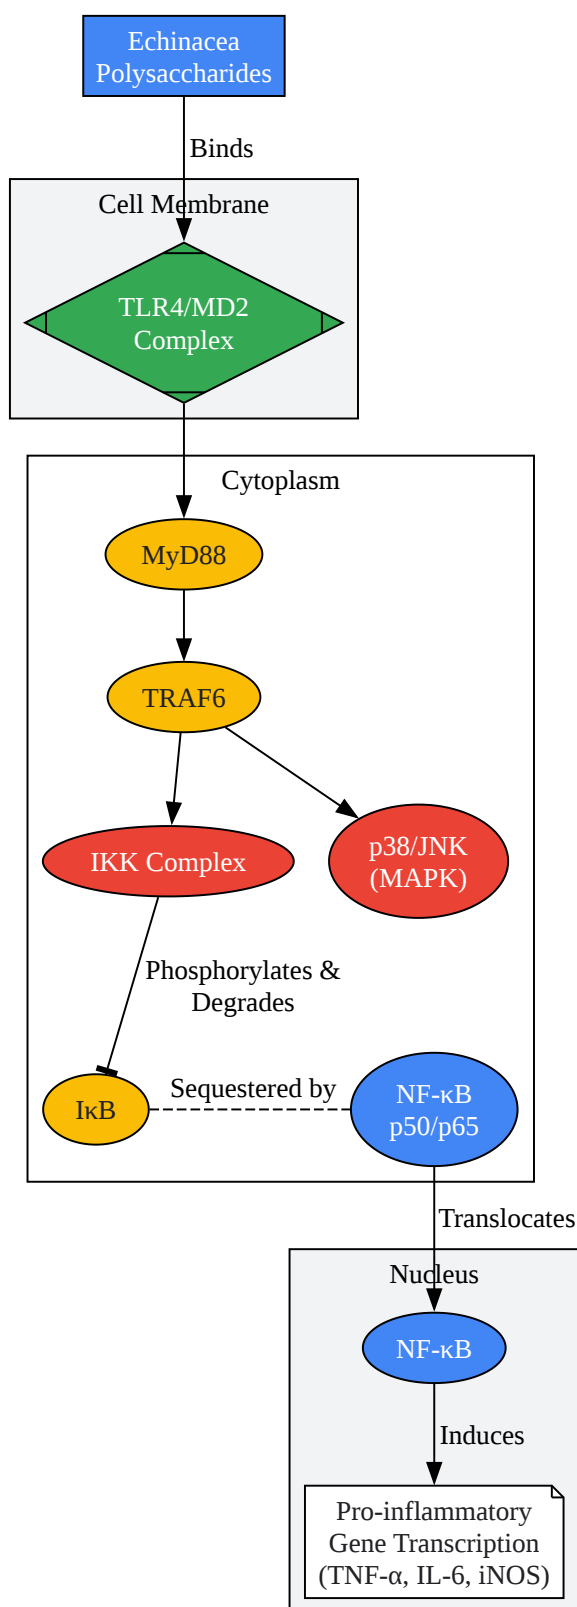 Echinacea
Polysaccharides
Binds
Cell Membrane
TLR4/MD2
Complex
Cytoplasm
MyD88
TRAF6
IKK Complex
p38/JNK
(MAPK)
Phosphorylates &
Degrades
IκB
Sequestered by
NF-κB
p50/p65
Translocates
Nucleus
NF-κB
Induces
Pro-inflammatory
Gene Transcription
(TNF-α, IL-6, iNOS)